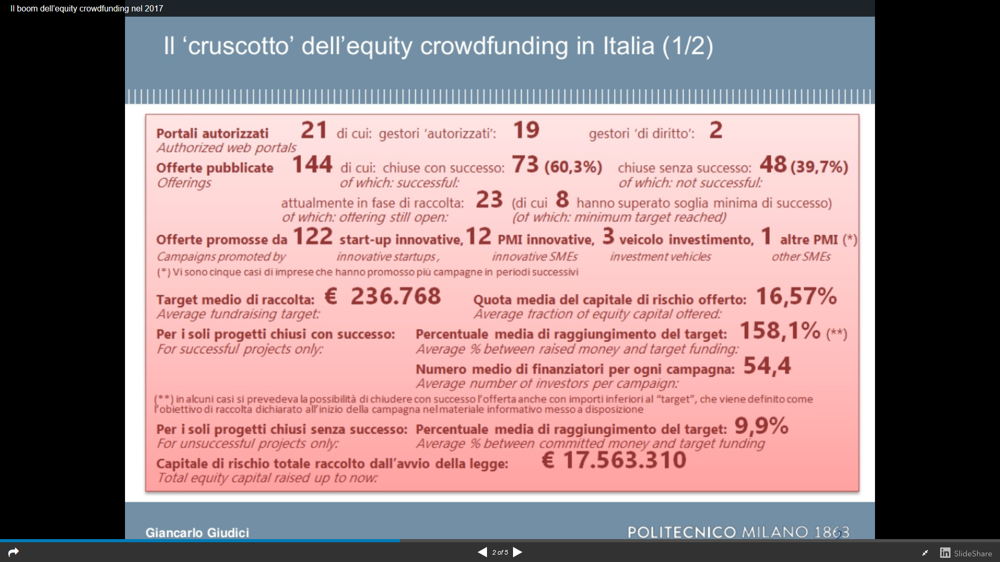 Il boom dell'equity crowdfunding nel 2017
Il ‘cruscotto’ dell’equity crowdfunding in Italia (1/2)
Portali autorizzati 21 di cui: gestori ‘autorizzati’: 19 gestori ‘di diritto’: 2
Authorized web portals
Offerte pubblicate 144 di cui: chiuse con successo: 73 (60,3%) chiuse senza successo: 48 (39,7%)
Offerings of which: successful: of which: not successful:
attualmente in fase di raccolta: 23 (di cui 8 hanno superato soglia minima di successo)
of which: offering still open: (of which: minimum target reached)
Offerte promosse da 122 start-up innovative, 12 PMI innovative, 3 veicolo investimento, 1 altre PMI (*)
Campaigns promoted by innovative startups, innovative SMEs investment vehicles other SMEs
(*) Vi sono cinque casi di imprese che hanno promosso più campagne in periodi successivi
Target medio di raccolta: € 236.768 Quota media del capitale di rischio offerto: 16,57%
Average fundraising target: Average fraction of equity capital offered:
Per i soli progetti chiusi con successo: Percentuale media di raggiungimento del target: 158,1% (**)
For successful projects only: Average % between raised money and target funding:
Numero medio di finanziatori per ogni campagna: 54,4
Average number of investors per campaign:
(**) in alcuni casi si prevedeva la possibilità di chiudere con successo l’offerta anche con importi inferiori al “target”, che viene definito come
l’obiettivo di raccolta dichiarato all’inizio della campagna nel materiale informativo messo a disposizione
Per i soli progetti chiusi senza successo: Percentuale media di raggiungimento del target: 9,9%
For unsuccessful projects only: Average % between committed money and target funding
Capitale di rischio totale raccolto dall’avvio della legge: € 17.563.310
Total equity capital raised up to now:
Giancarlo Giudici POLITECNICO MILANO 1863
2
2 of 5
in SlideShare